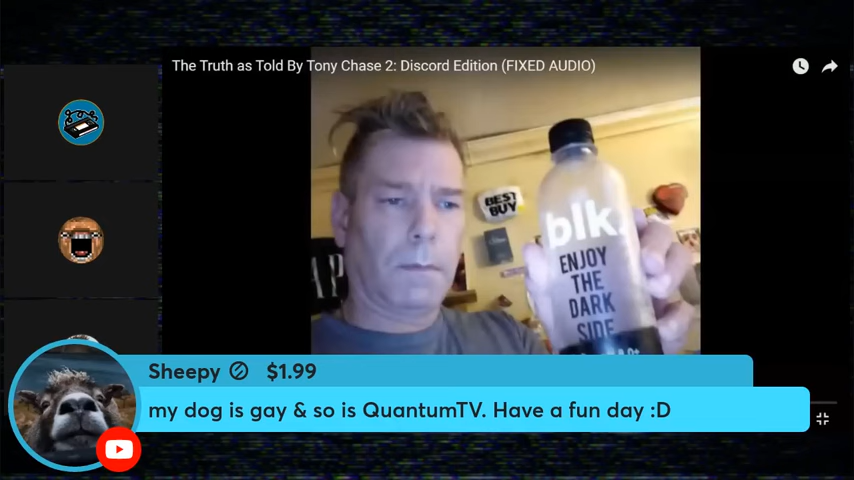 The Truth as Told By Tony Chase 2: Discord Edition (FIXED AUDIO)
BEST
BUY
blk.
ENJOY
THE
DARK
SIDE
Sheepy $1.99
my dog is gay & so is QuantumTV. Have a fun day :D